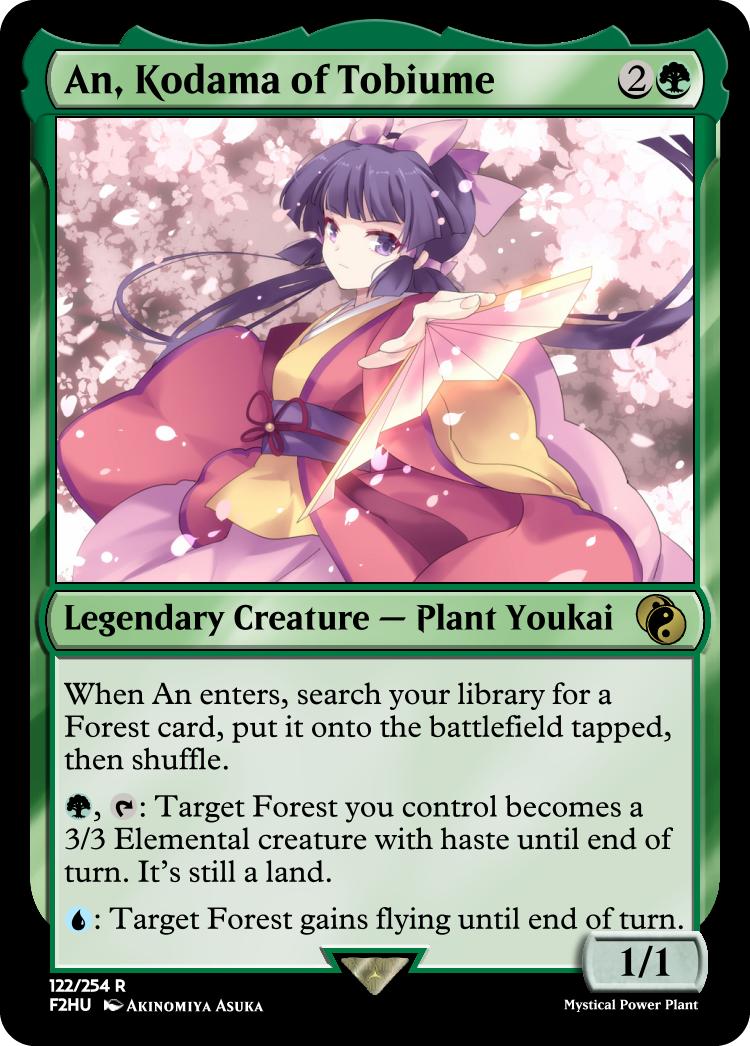 An, Kodama of Tobiume 2
Legendary Creature — Plant Youkai
When An enters, search your library for a
Forest card, put it onto the battlefield tapped,
then shuffle.
, : Target Forest you control becomes a
3/3 Elemental creature with haste until end of
turn. It's still a land.
: Target Forest gains flying until end of turn.
1/1
122/254 R
F2HU Akinomiya Asuka
Mystical Power Plant